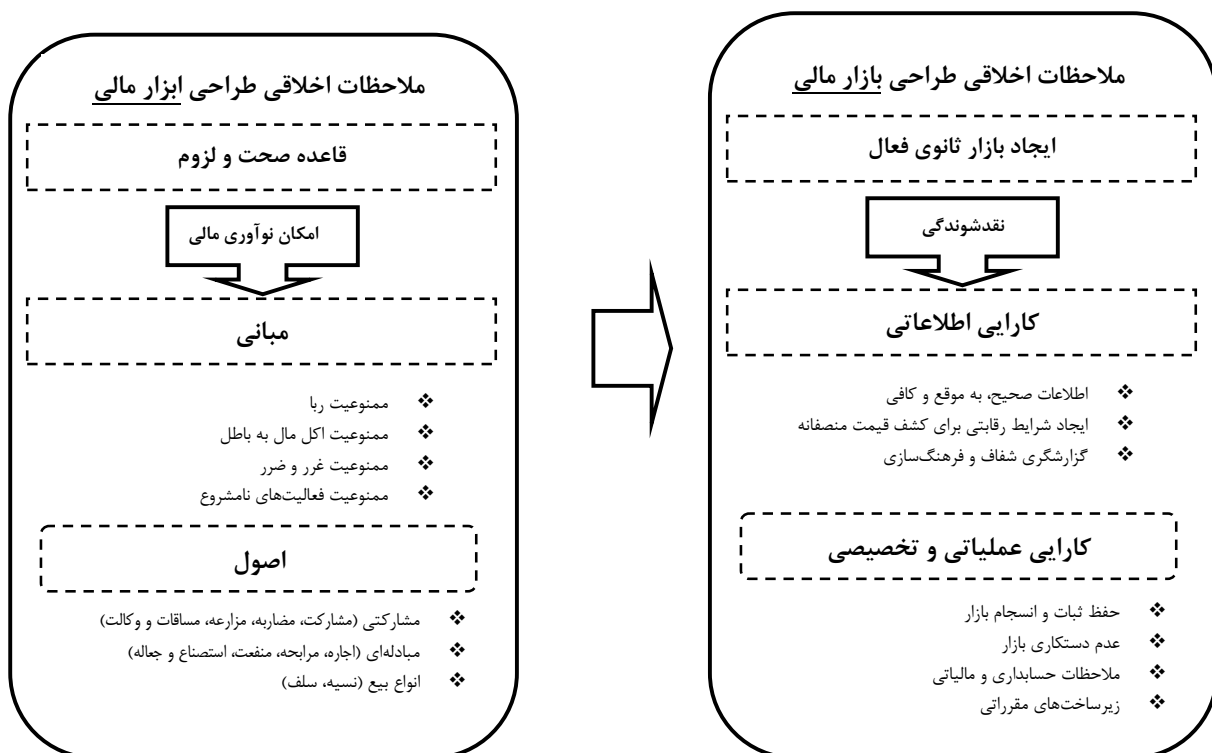 ملاحظات اخلاقی طراحی ابزار مالی
قاعده صحت و لزوم
امکان نوآوری مالی
مبانی
❖ ممنوعیت ربا
❖ ممنوعیت اکل مال به باطل
❖ ممنوعیت غرر و ضرر
❖ ممنوعیت فعالیت‌های نامشروع
اصول
❖ مشارکتی (مشارکت، مضاربه، مزارعه، مساقات و وکالت)
❖ مبادله‌ای (اجاره، مرابحه، منفعت، استصناع و جعاله)
❖ انواع بیع (نسیه، سلف)
ملاحظات اخلاقی طراحی بازار مالی
ایجاد بازار ثانوی فعال
نقدشوندگی
کارایی اطلاعاتی
❖ اطلاعات صحیح، به موقع و کافی
❖ ایجاد شرایط رقابتی برای کشف قیمت منصفانه
❖ گزارشگری شفاف و فرهنگ‌سازی
کارایی عملیاتی و تخصیصی
❖ حفظ ثبات و انسجام بازار
❖ عدم دستکاری بازار
❖ ملاحظات حسابداری و مالیاتی
❖ زیرساخت‌های مقرراتی